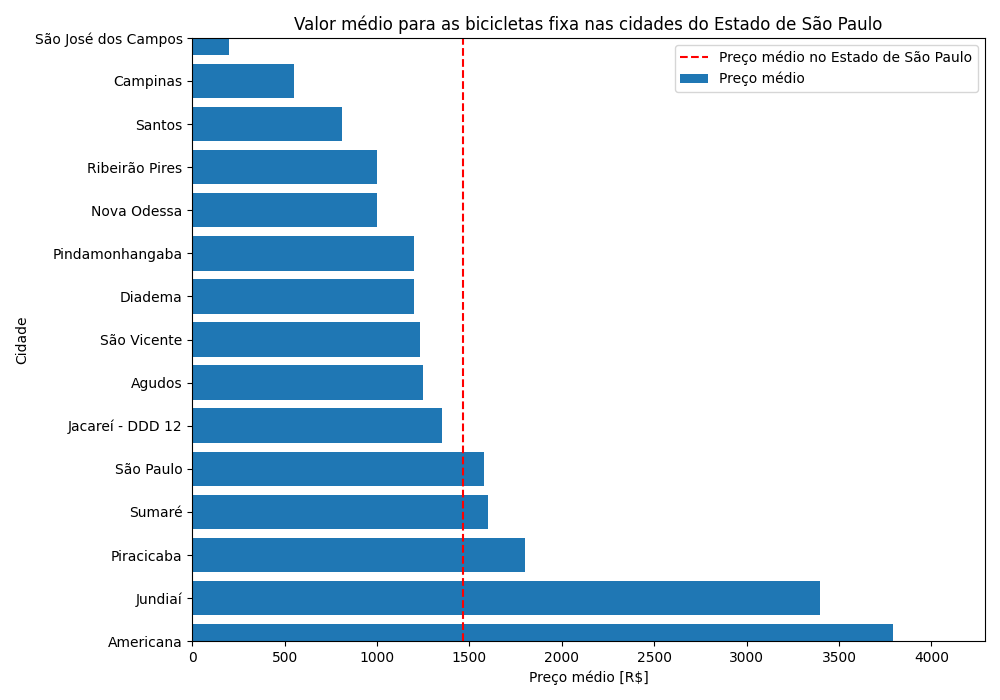 Valor médio para as bicicletas fixa nas cidades do Estado de São Paulo
Preço médio no Estado de São Paulo
Preço médio
Cidade
São José dos Campos
Campinas
Santos
Ribeirão Pires
Nova Odessa
Pindamonhangaba
Diadema
São Vicente
Agudos
Jacareí - DDD 12
São Paulo
Sumaré
Piracicaba
Jundiaí
Americana
0 500 1000 1500 2000 2500 3000 3500 4000
Preço médio [R$]